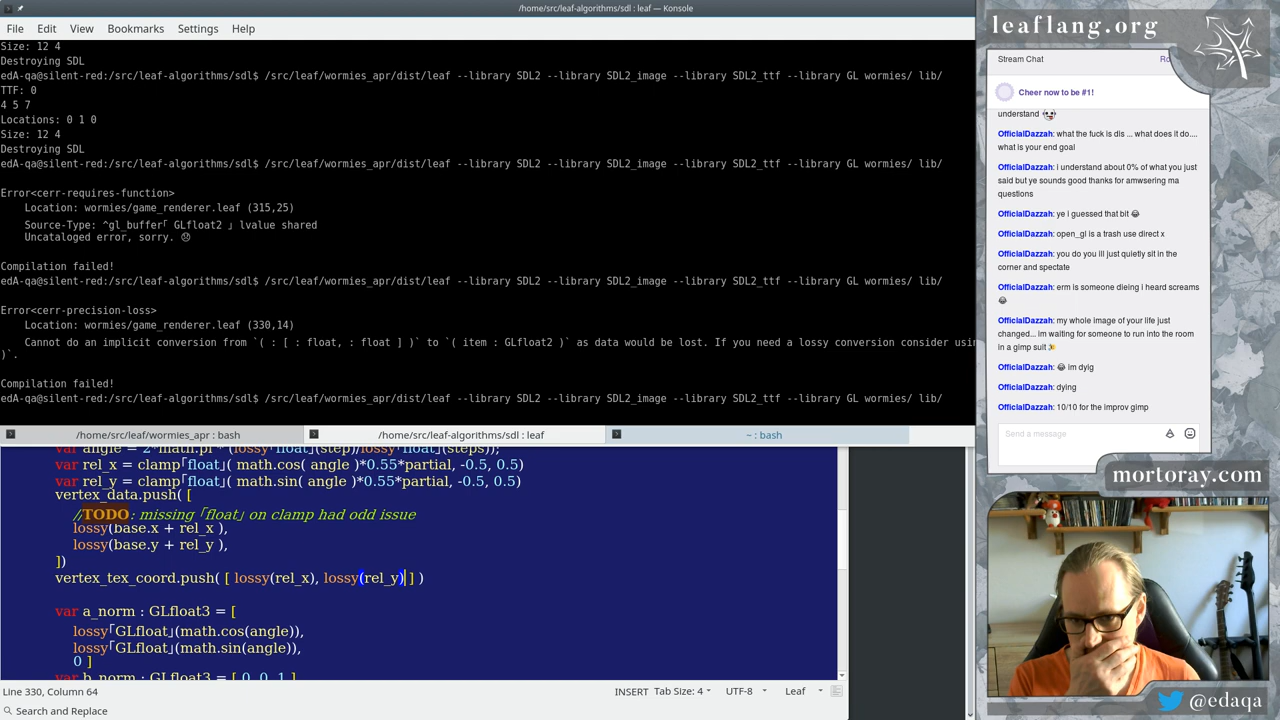 /home/src/leaf-algorithms/sdl : leaf — Konsole
File Edit View Bookmarks Settings Help
Size: 12 4
Destroying SDL
edA-qa@silent-red:/src/leaf-algorithms/sdl$ /src/leaf/wormies_apr/dist/leaf --library SDL2 --library SDL2_image --library SDL2_ttf --library GL wormies/ lib/
TTF: 0
4 5 7
Locations: 0 1 0
Size: 12 4
Destroying SDL
edA-qa@silent-red:/src/leaf-algorithms/sdl$ /src/leaf/wormies_apr/dist/leaf --library SDL2 --library SDL2_image --library SDL2_ttf --library GL wormies/ lib/
Error<cerr-requires-function>
Location: wormies/game_renderer.leaf (315,25)
Source-Type: ^gl_buffer「 GLfloat2 」 lvalue shared
Uncataloged error, sorry. 😞
Compilation failed!
edA-qa@silent-red:/src/leaf-algorithms/sdl$ /src/leaf/wormies_apr/dist/leaf --library SDL2 --library SDL2_image --library SDL2_ttf --library GL wormies/ lib/
Error<cerr-precision-loss>
Location: wormies/game_renderer.leaf (330,14)
Cannot do an implicit conversion from `( : [ : float, : float ] )` to `( item : GLfloat2 )` as data would be lost. If you need a lossy conversion consider usin
)`.
Compilation failed!
edA-qa@silent-red:/src/leaf-algorithms/sdl$ /src/leaf/wormies_apr/dist/leaf --library SDL2 --library SDL2_image --library SDL2_ttf --library GL wormies/ lib/
/home/src/leaf/wormies_apr : bash
/home/src/leaf-algorithms/sdl : leaf
~ : bash
var angle = 2*math.pi * (lossy「float」(step)/lossy「float」(steps));
var rel_x = clamp「float」( math.cos( angle )*0.55*partial, -0.5, 0.5)
var rel_y = clamp「float」( math.sin( angle )*0.55*partial, -0.5, 0.5)
vertex_data.push( [
//TODO: missing「float」on clamp had odd issue
lossy(base.x + rel_x ),
lossy(base.y + rel_y ),
])
vertex_tex_coord.push( [ lossy(rel_x), lossy(rel_y) ] )
var a_norm : GLfloat3 = [
lossy「GLfloat」(math.cos(angle)),
lossy「GLfloat」(math.sin(angle)),
0 ]
var b_norm : GLfloat3 = [ 0, 0, 1 ]
Line 330, Column 64
INSERT Tab Size: 4 UTF-8 Leaf
Search and Replace
leaflang.org
Stream Chat
Ro
Cheer now to be #1!
understand
OfficialDazzah: what the fuck is dis ... what does it do....
what is your end goal
OfficialDazzah: i understand about 0% of what you just
said but ye sounds good thanks for amwsering ma
questions
OfficialDazzah: ye i guessed that bit 😂
OfficialDazzah: open_gl is a trash use direct x
OfficialDazzah: you do you ill just quietly sit in the
corner and spectate
OfficialDazzah: erm is someone dieing i heard screams
😂
OfficialDazzah: my whole image of your life just
changed... im waiting for someone to run into the room
in a gimp suit
OfficialDazzah: 😂 im dyig
OfficialDazzah: dying
OfficialDazzah: 10/10 for the improv gimp
Send a message
mortoray.com
@edaqa